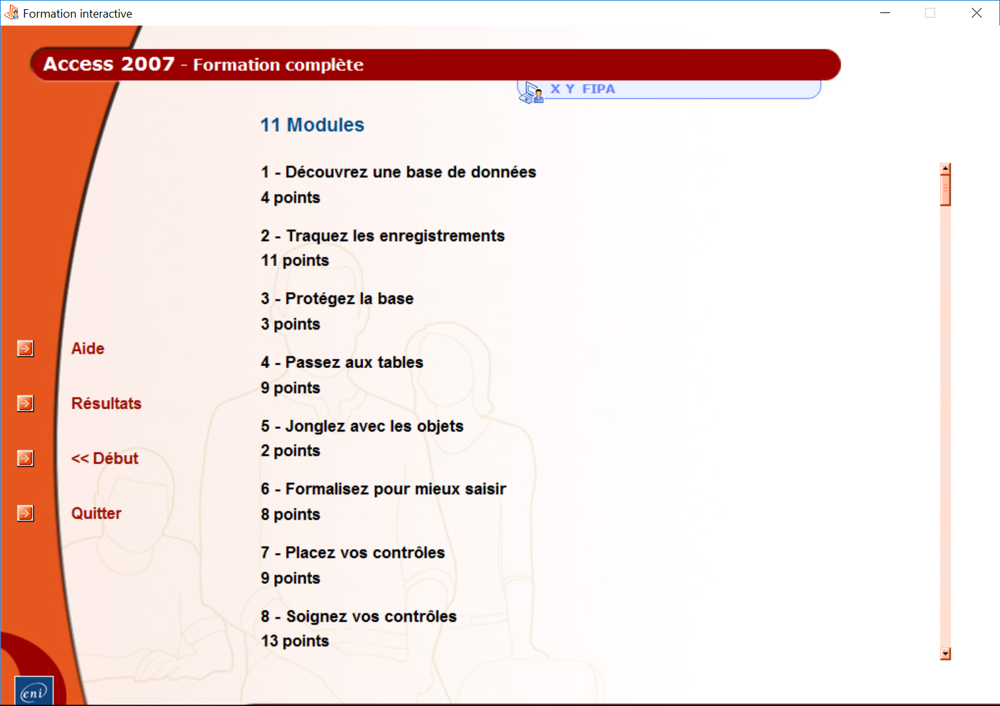 Formation interactive
Access 2007 - Formation complète
X Y FIPA
11 Modules
1 - Découvrez une base de données
4 points
2 - Traquez les enregistrements
11 points
3 - Protégez la base
3 points
4 - Passez aux tables
9 points
5 - Jonglez avec les objets
2 points
6 - Formalisez pour mieux saisir
8 points
7 - Placez vos contrôles
9 points
8 - Soignez vos contrôles
13 points
Aide
Résultats
<< Début
Quitter
eni